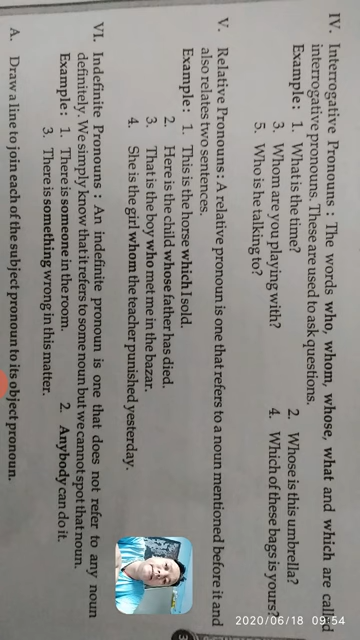 IV. Interrogative Pronouns : The words who, whom, whose, what and which are called
interrogative pronouns. These are used to ask questions.
Example : 1. What is the time? 2. Whose is this umbrella?
3. Whom are you playing with? 4. Which of these bags is yours?
5. Who is he talking to?
V. Relative Pronouns : A relative pronoun is one that refers to a noun mentioned before it and
also relates two sentences.
Example : 1. This is the horse which I sold.
2. Here is the child whose father has died.
3. That is the boy who met me in the bazar.
4. She is the girl whom the teacher punished yesterday.
VI. Indefinite Pronouns : An indefinite pronoun is one that does not refer to any noun
definitely. We simply know that it refers to some noun but we cannot spot that noun.
Example : 1. There is someone in the room. 2. Anybody can do it.
3. There is something wrong in this matter.
A. Draw a line to join each of the subject pronoun to its object pronoun.
2020/06/18 09:54